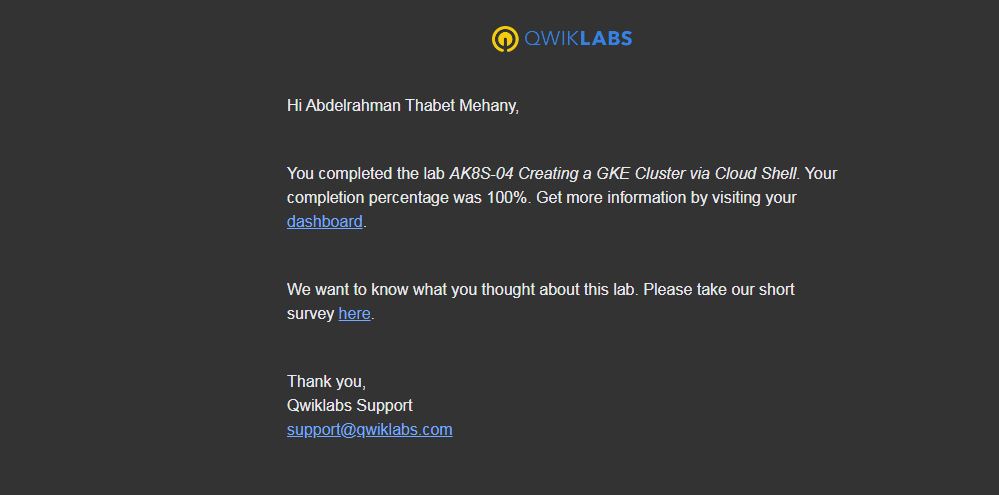 QWIKLABS
Hi Abdelrahman Thabet Mehany,
You completed the lab AK8S-04 Creating a GKE Cluster via Cloud Shell. Your
completion percentage was 100%. Get more information by visiting your
dashboard.
We want to know what you thought about this lab. Please take our short
survey here.
Thank you,
Qwiklabs Support
support@qwiklabs.com